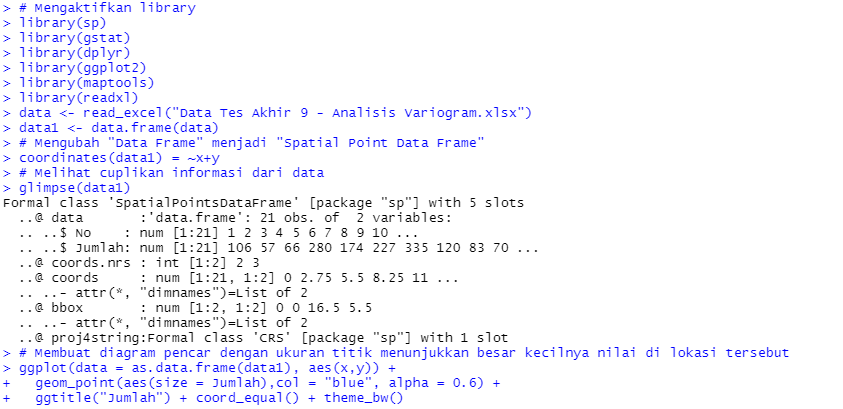 > # Mengaktifkan library
> library(sp)
> library(gstat)
> library(dplyr)
> library(ggplot2)
> library(maptools)
> library(readxl)
> data <- read_excel("Data Tes Akhir 9 - Analisis Variogram.xlsx")
> data1 <- data.frame(data)
> # Mengubah "Data Frame" menjadi "Spatial Point Data Frame"
> coordinates(data1) = ~x+y
> # Melihat cuplikan informasi dari data
> glimpse(data1)
Formal class 'SpatialPointsDataFrame' [package "sp"] with 5 slots
  ..@ data       :'data.frame': 21 obs. of  2 variables:
  .. ..$ No    : num [1:21] 1 2 3 4 5 6 7 8 9 10 ...
  .. ..$ Jumlah: num [1:21] 106 57 66 280 174 227 335 120 83 70 ...
  ..@ coords.nrs : int [1:2] 2 3
  ..@ coords     : num [1:21, 1:2] 0 2.75 5.5 8.25 11 ...
  .. ..- attr(*, "dimnames")=List of 2
  ..@ bbox       : num [1:2, 1:2] 0 0 16.5 5.5
  .. ..- attr(*, "dimnames")=List of 2
  ..@ proj4string:Formal class 'CRS' [package "sp"] with 1 slot
> # Membuat diagram pencar dengan ukuran titik menunjukkan besar kecilnya nilai di lokasi tersebut
> ggplot(data = as.data.frame(data1), aes(x,y)) +
+   geom_point(aes(size = Jumlah),col = "blue", alpha = 0.6) +
+   ggtitle("Jumlah") + coord_equal() + theme_bw()